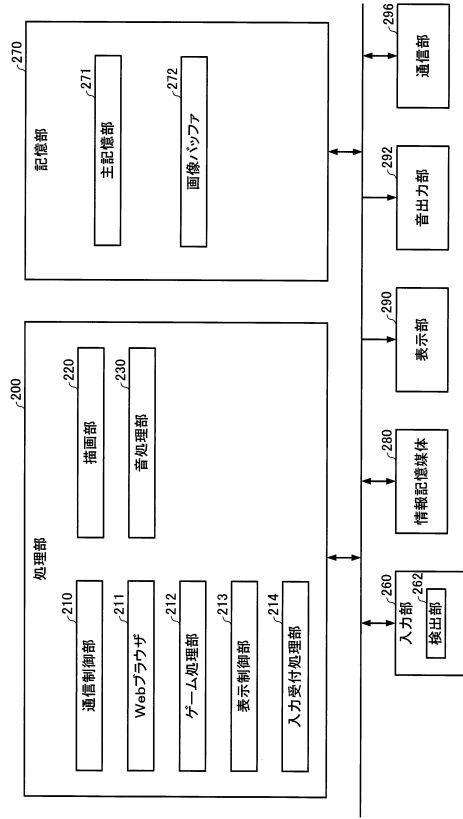 200
処理部
210
通信制御部
211
Webブラウザ
212
ゲーム処理部
213
表示制御部
214
入力受付処理部
220
描画部
230
音処理部
270
記憶部
271
主記憶部
272
画像バッファ
260
入力部
262
検出部
280
情報記憶媒体
290
表示部
292
音出力部
296
通信部